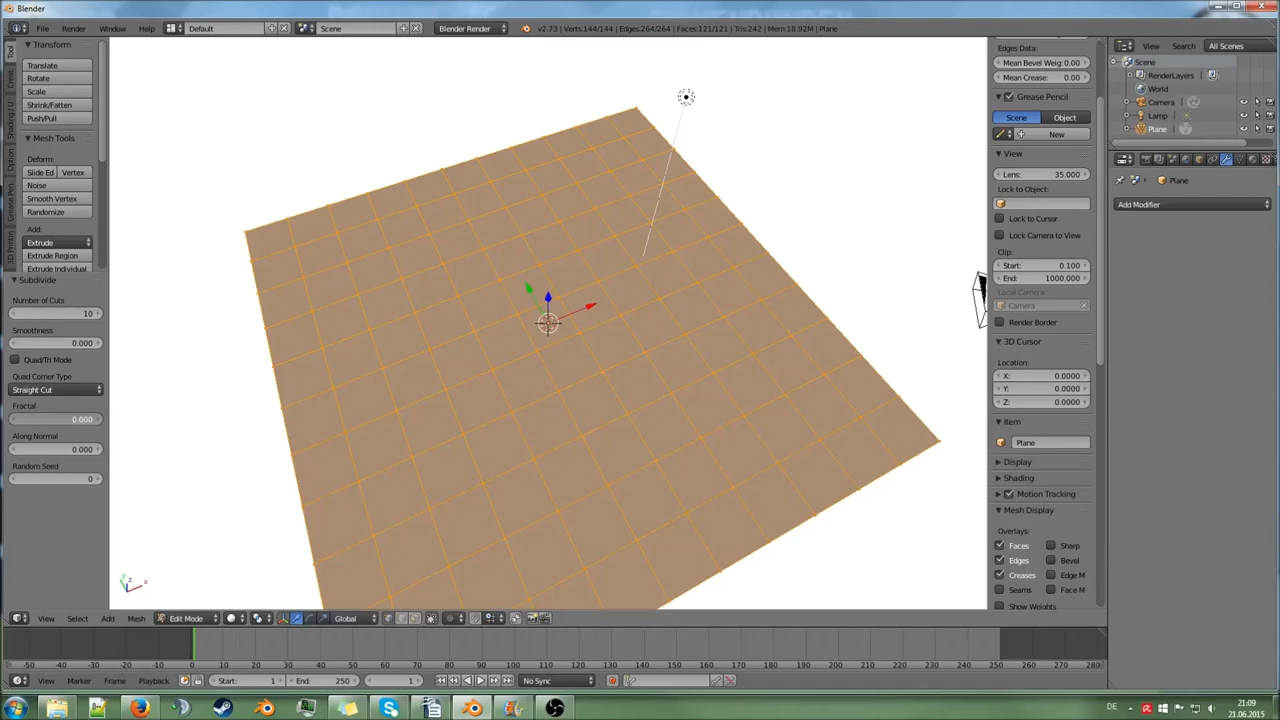 Blender
File Render Window Help Default Scene Blender Render v2.73 | Verts:144/144 | Edges:264/264 | Faces:121/121 | Tris:242 | Mem:18.92M | Plane
Transform
Translate
Rotate
Scale
Shrink/Fatten
Push/Pull
Mesh Tools
Deform:
Slide Ed Vertex
Noise
Smooth Vertex
Randomize
Add:
Extrude
Extrude Region
Extrude Individual
Tool
Creat
Shading / U
Option
Grease Pen
3D Printin
Subdivide
Number of Cuts
10
Smoothness
0.000
Quad/Tri Mode
Quad Corner Type
Straight Cut
Fractal
0.000
Along Normal
0.000
Random Seed
0
Edges Data:
Mean Bevel Weig: 0.00
Mean Crease: 0.00
Grease Pencil
Scene Object
New
View
Lens: 35.000
Lock to Object:
Lock to Cursor
Lock Camera to View
Clip:
Start: 0.100
End: 1000.000
Local Camera:
Camera
Render Border
3D Cursor
Location:
X: 0.0000
Y: 0.0000
Z: 0.0000
Item
Plane
Display
Shading
Motion Tracking
Mesh Display
Overlays:
Faces Sharp
Edges Bevel
Creases Edge M
Seams Face M
Show Weights
View Search All Scenes
Scene
RenderLayers
World
Camera
Lamp
Plane
Plane
Add Modifier
z
y
x
View Select Add Mesh Edit Mode Global
-50 -40 -30 -20 -10 0 10 20 30 40 50 60 70 80 90 100 110 120 130 140 150 160 170 180 190 200 210 220 230 240 250 260 270 280
View Marker Frame Playback Start: 1 End: 250 1 No Sync
DE 21:09
21.06.2015